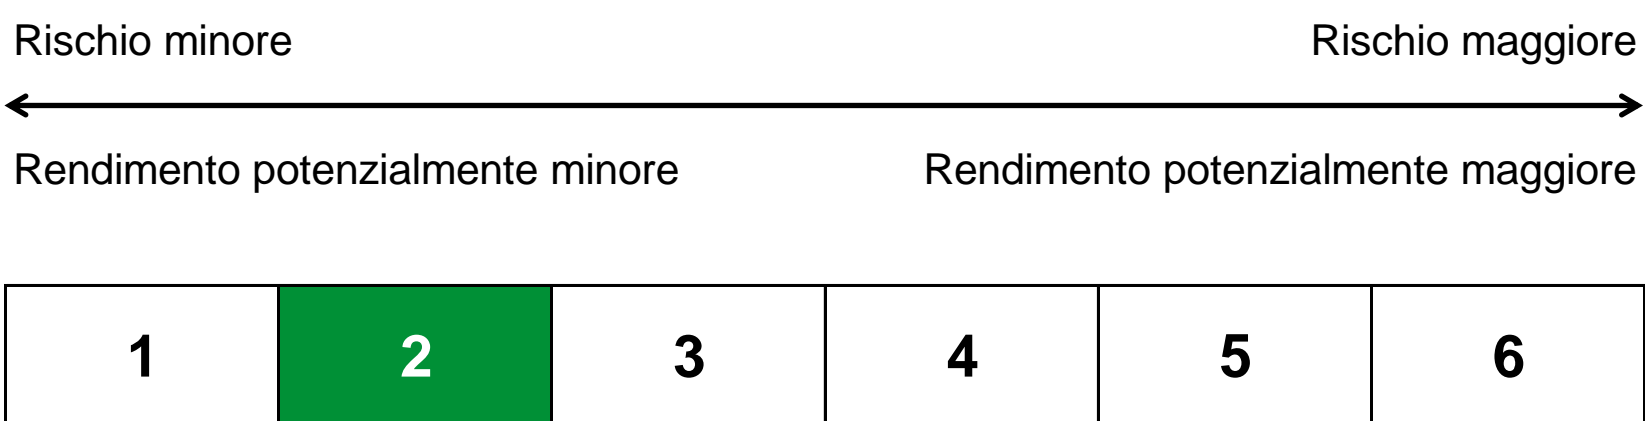 Rischio minore Rischio maggiore
Rendimento potenzialmente minore Rendimento potenzialmente maggiore
1 2 3 4 5 6